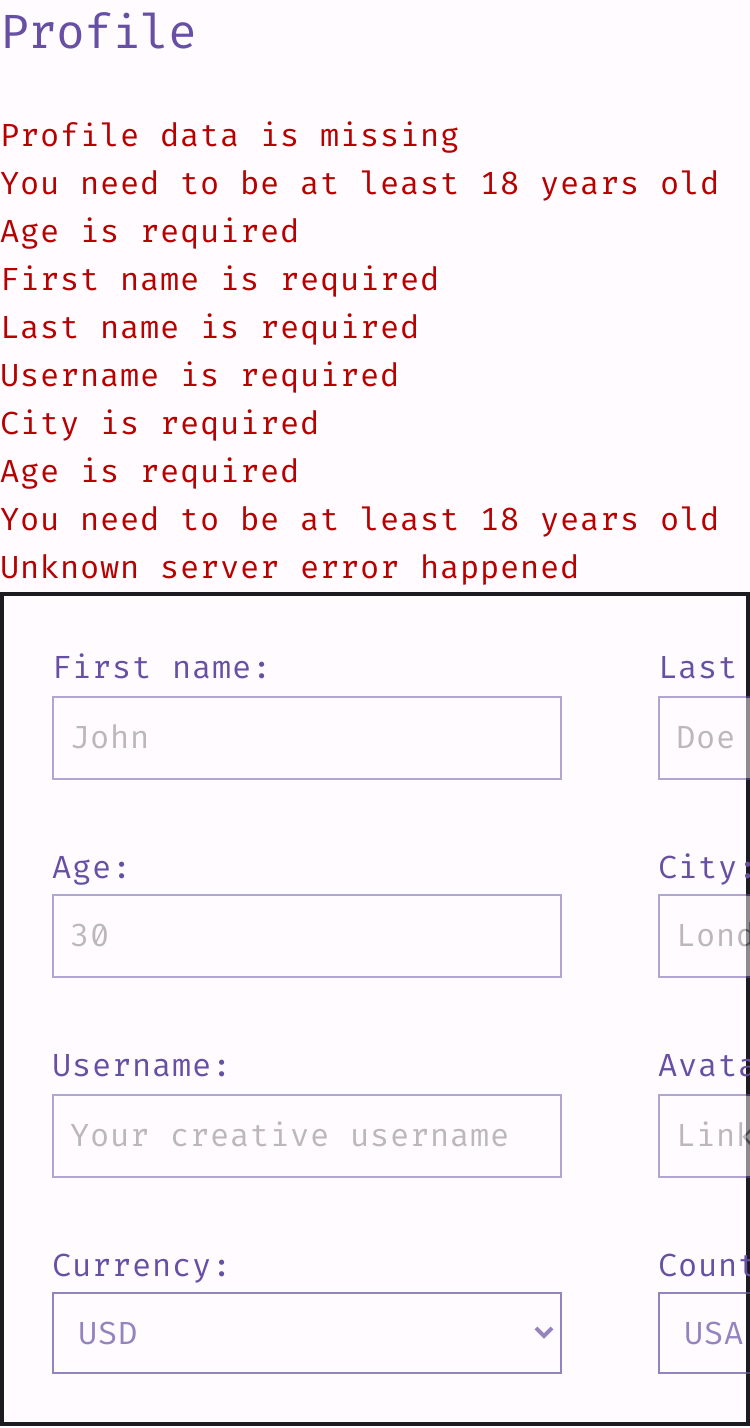 Profile
Profile data is missing
You need to be at least 18 years old
Age is required
First name is required
Last name is required
Username is required
City is required
Age is required
You need to be at least 18 years old
Unknown server error happened
First name: Last
John Doe
Age: City:
30 Lond
Username: Avata
Your creative username Link
Currency: Count
USD USA